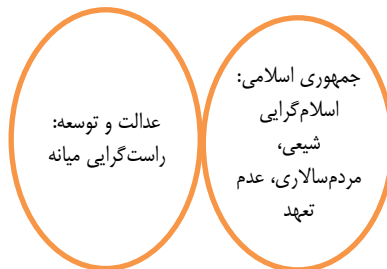 جمهوری اسلامی:
اسلام‌گرایی
شیعی،
مردم‌سالاری، عدم
تعهد
عدالت و توسعه:
راست‌گرایی میانه